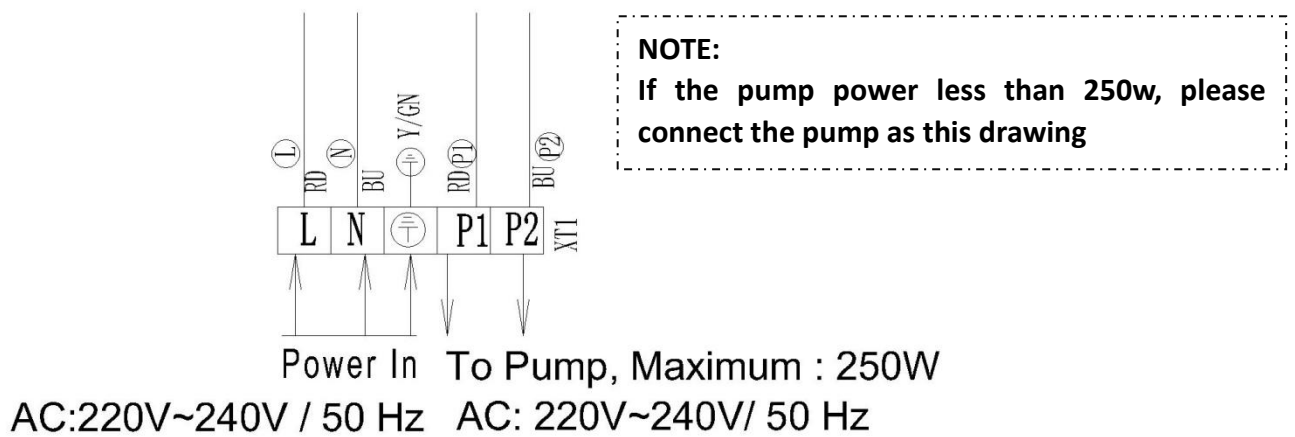 NOTE:
If the pump power less than 250w, please
connect the pump as this drawing
L N Y/GN P1 P2
RD BU RD BU
L N P1 P2 XT1
Power In To Pump, Maximum : 250W
AC:220V~240V / 50 Hz AC: 220V~240V/ 50 Hz